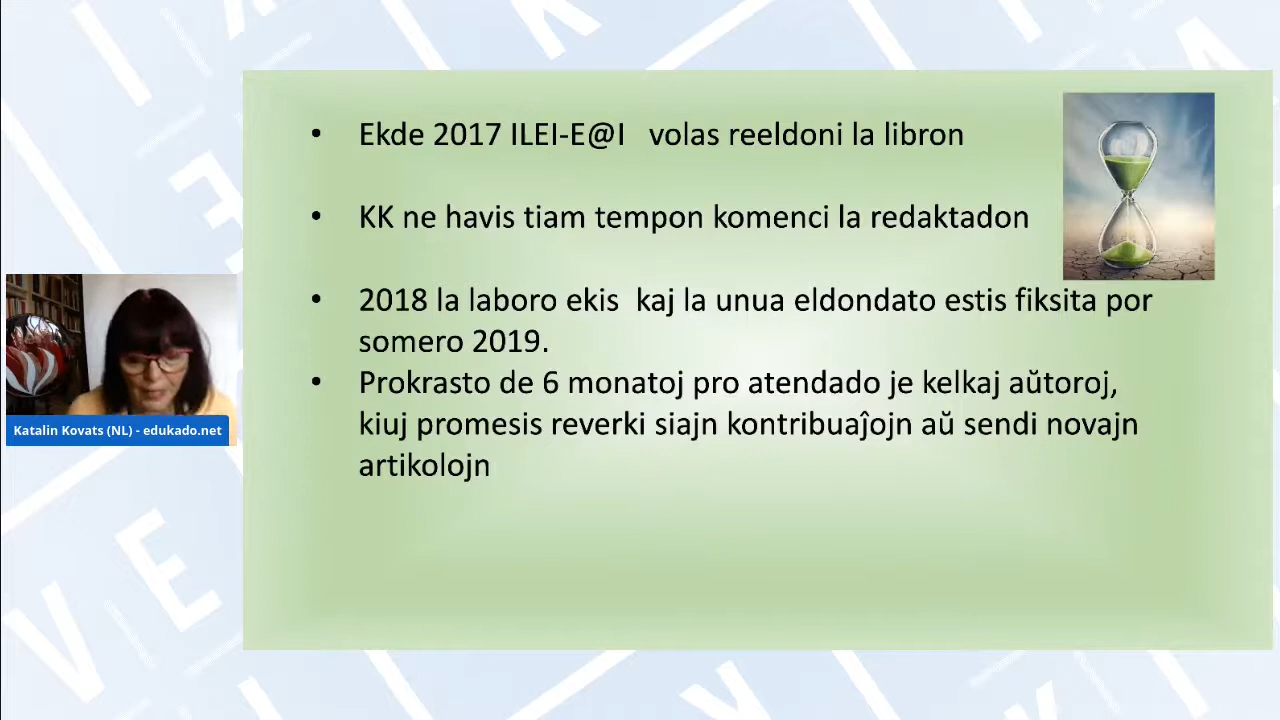 • Ekde 2017 ILEI-E@I volas reeldoni la libron
• KK ne havis tiam tempon komenci la redaktadon
• 2018 la laboro ekis kaj la unua eldondato estis fiksita por
somero 2019.
• Prokrasto de 6 monatoj pro atendado je kelkaj aŭtoroj,
kiuj promesis reverki siajn kontribuaĵojn aŭ sendi novajn
artikolojn
Katalin Kovats (NL) - edukado.net